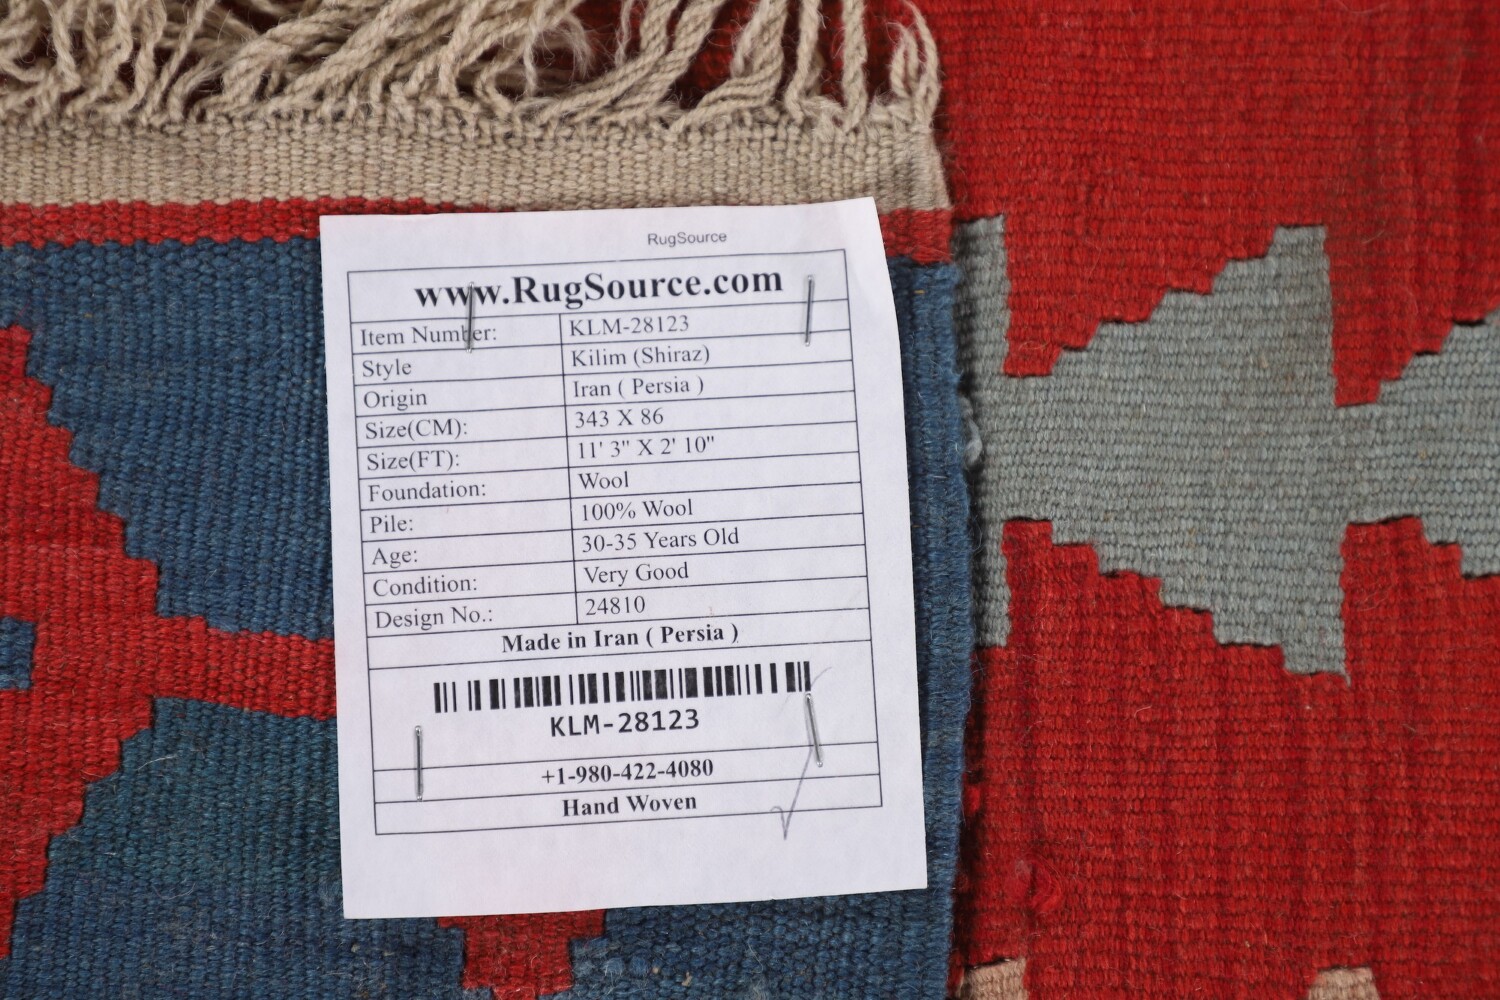 RugSource
www.RugSource.com
Item Number: KLM-28123
Style Kilim (Shiraz)
Origin Iran ( Persia )
Size(CM): 343 X 86
Size(FT): 11' 3" X 2' 10"
Foundation: Wool
Pile: 100% Wool
Age: 30-35 Years Old
Condition: Very Good
Design No.: 24810
Made in Iran ( Persia )
KLM-28123
+1-980-422-4080
Hand Woven